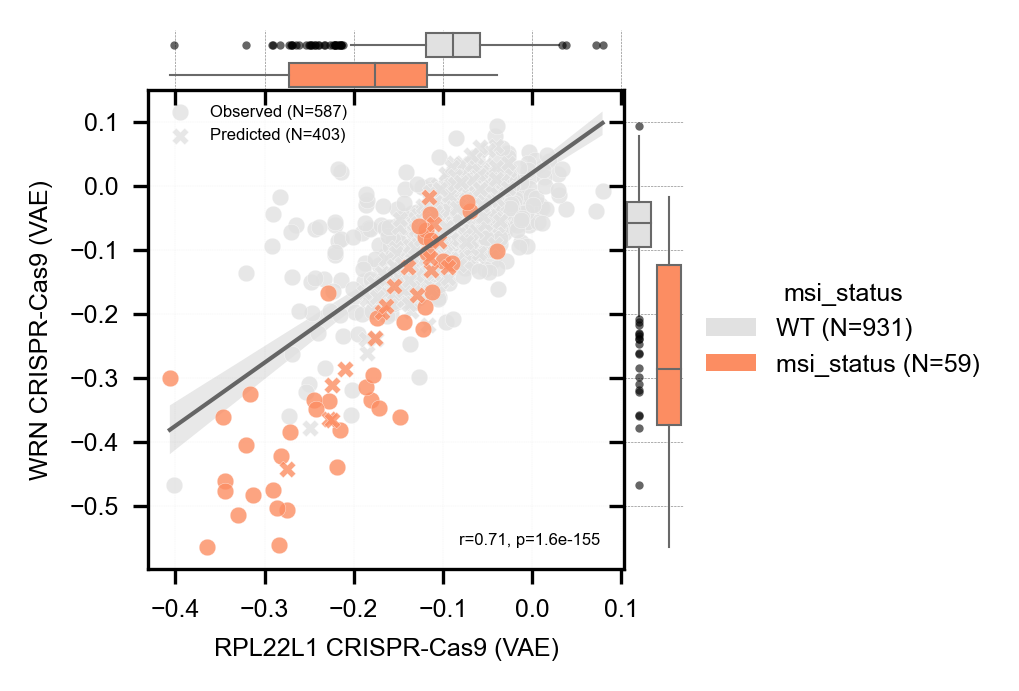 Observed (N=587)
Predicted (N=403)
0.1
0.0
−0.1
−0.2
−0.3
−0.4
−0.5
WRN CRISPR-Cas9 (VAE)
r=0.71, p=1.6e-155
−0.4
−0.3
−0.2
−0.1
0.0
0.1
RPL22L1 CRISPR-Cas9 (VAE)
msi_status
WT (N=931)
msi_status (N=59)